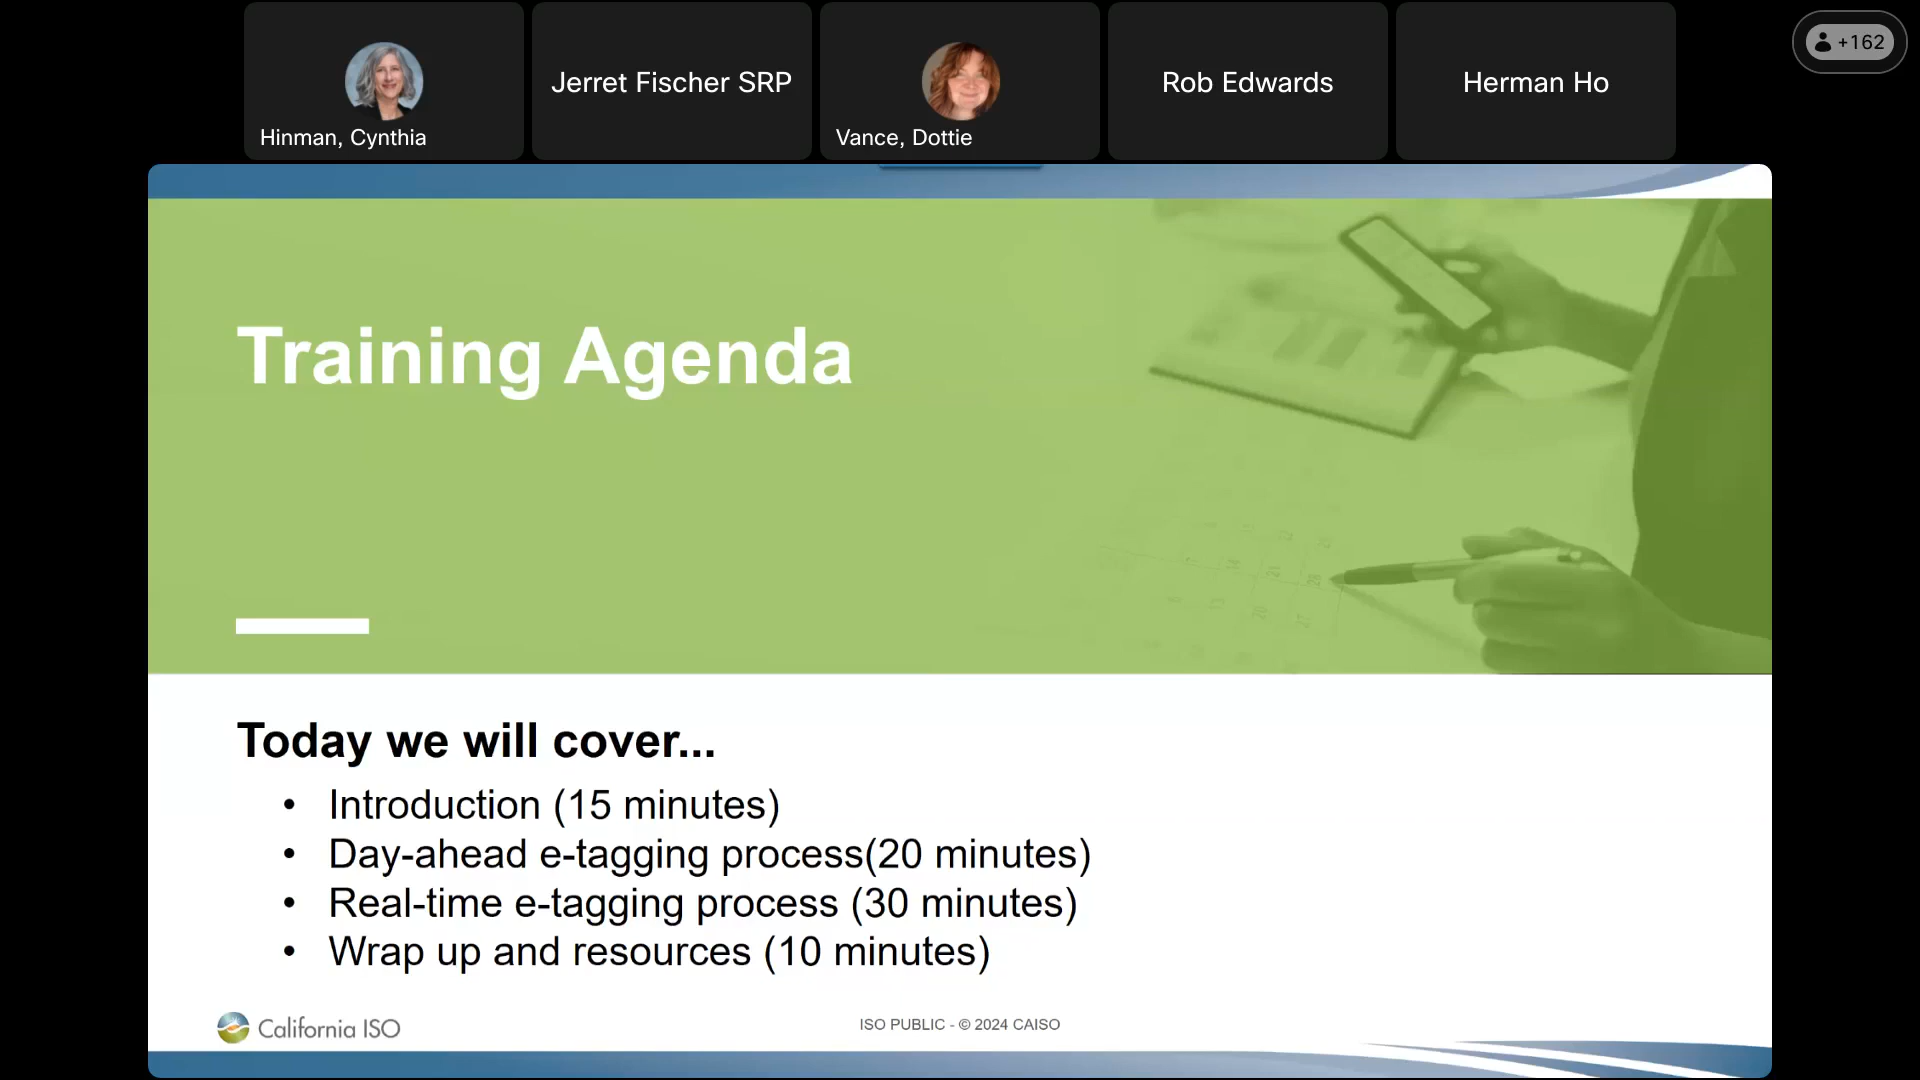 Hinman, Cynthia
Jerret Fischer SRP
Vance, Dottie
Rob Edwards
Herman Ho
+162
Training Agenda
Today we will cover...
• Introduction (15 minutes)
• Day-ahead e-tagging process(20 minutes)
• Real-time e-tagging process (30 minutes)
• Wrap up and resources (10 minutes)
California ISO
ISO PUBLIC - © 2024 CAISO